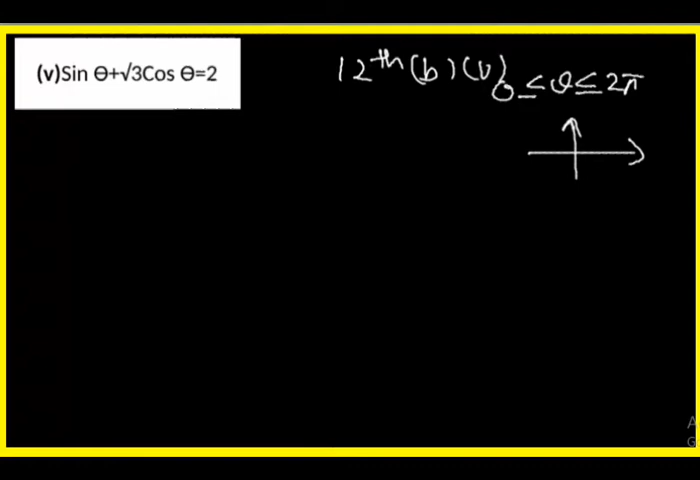 (v)Sin Ө+√3Cos Ө=2
12th (b) (v)
0 ≤ θ ≤ 2π
A
G